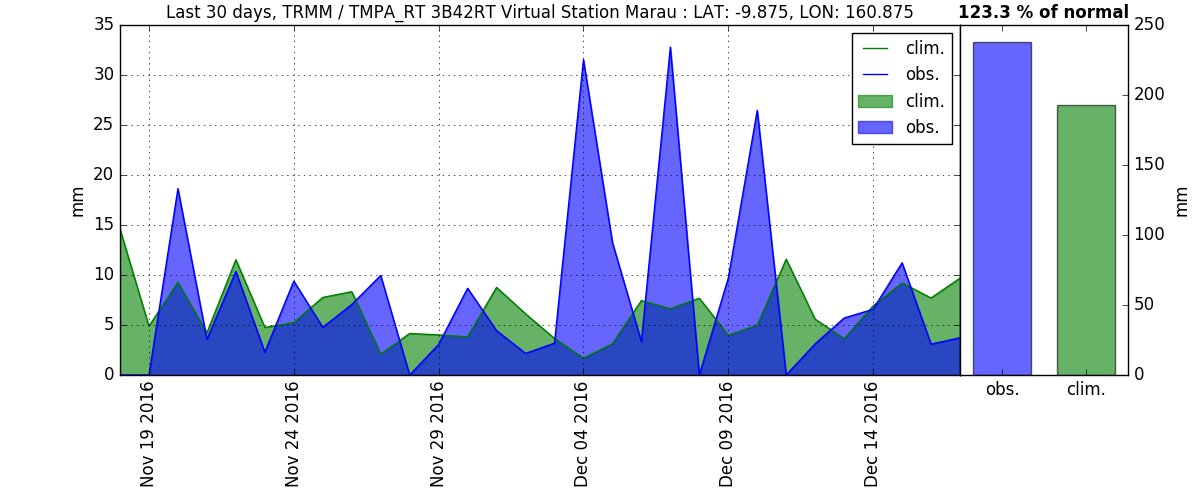 Last 30 days, TRMM / TMPA_RT 3B42RT Virtual Station Marau : LAT: -9.875, LON: 160.875
123.3 % of normal
35
30
25
20
15
10
5
0
mm
clim.
obs.
clim.
obs.
Nov 19 2016
Nov 24 2016
Nov 29 2016
Dec 04 2016
Dec 09 2016
Dec 14 2016
250
200
150
100
50
0
mm
obs.
clim.